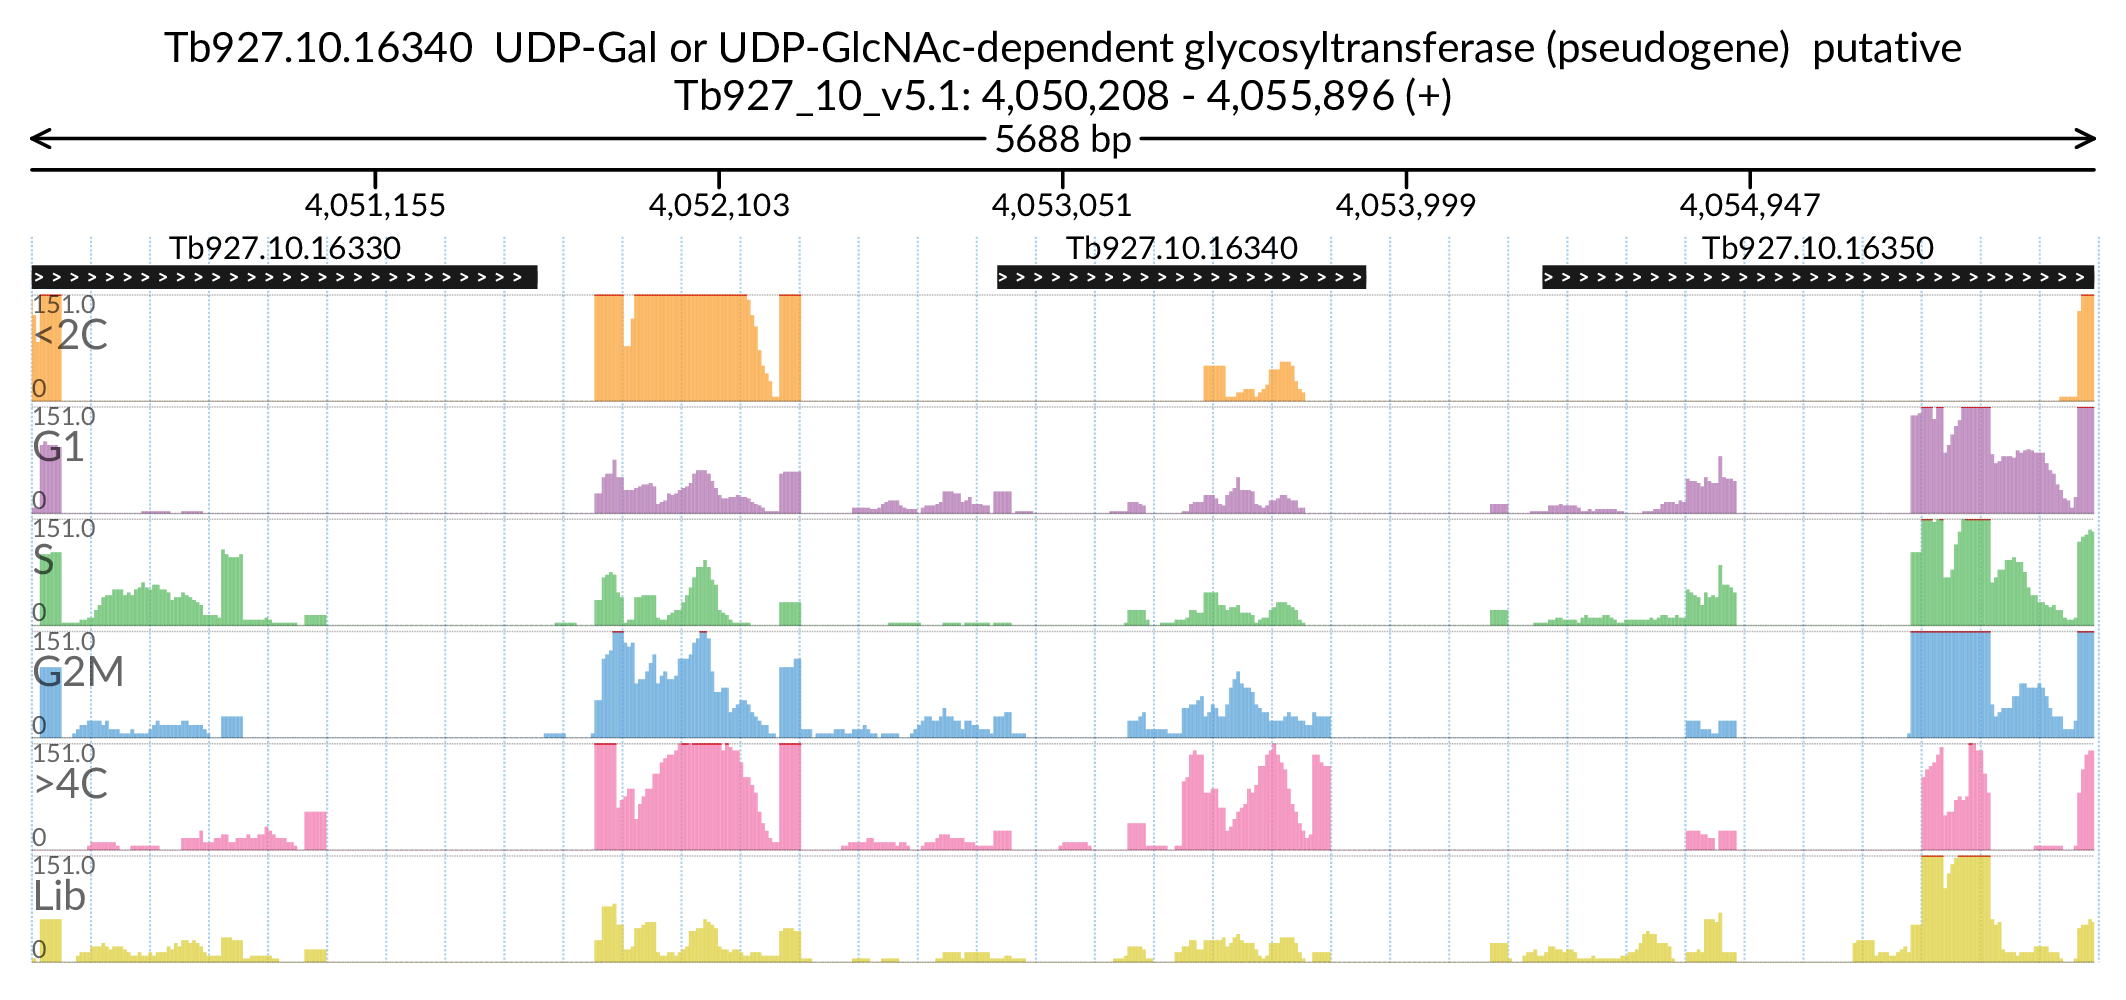 Tb927.10.16340  UDP-Gal or UDP-GlcNAc-dependent glycosyltransferase (pseudogene)  putative
Tb927_10_v5.1: 4,050,208 - 4,055,896 (+)
5688 bp
4,051,155 4,052,103 4,053,051 4,053,999 4,054,947
Tb927.10.16330 Tb927.10.16340 Tb927.10.16350
151.0
<2C
0
151.0
G1
0
151.0
S
0
151.0
G2M
0
151.0
>4C
0
151.0
Lib
0